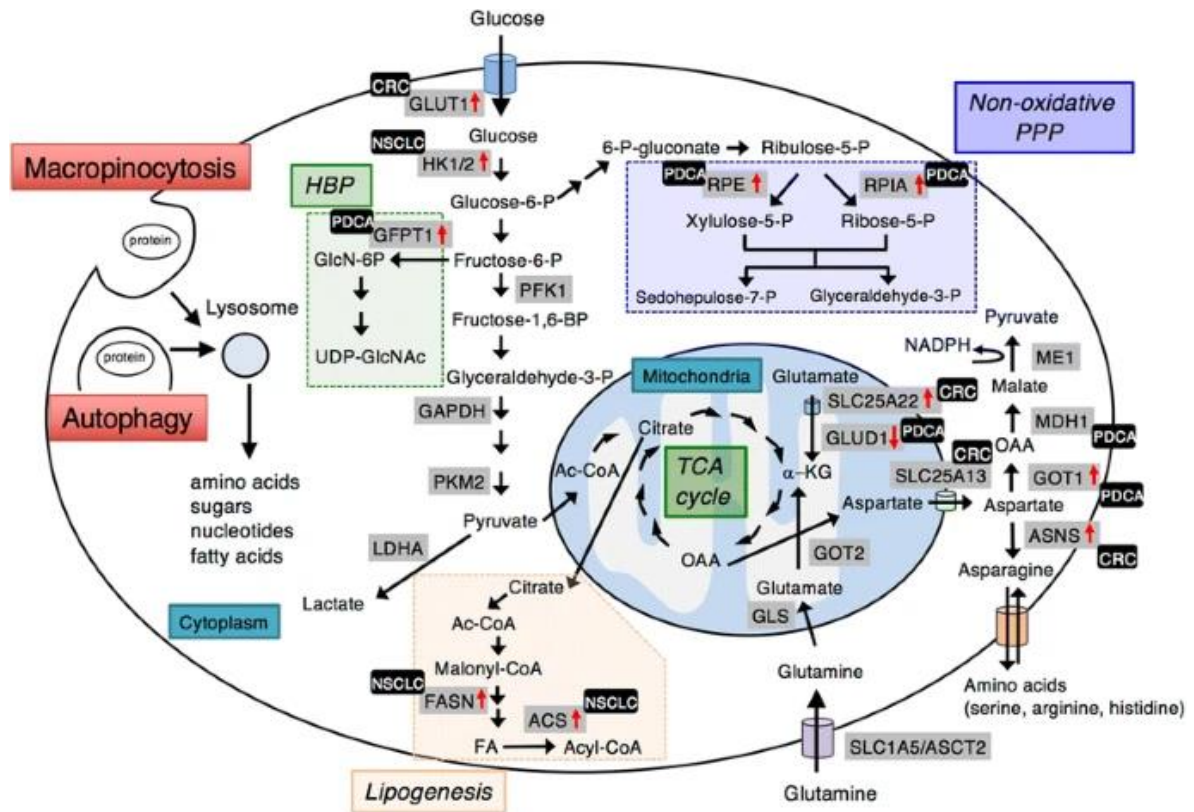 Glucose
CRC
GLUT1
Glucose
NSCLC
HK1/2
Non-oxidative
PPP
Macropinocytosis
protein
HBP
6-P-gluconate
Ribulose-5-P
PDCA
RPE
RPIA
PDCA
Glucose-6-P
Xylulose-5-P
Ribose-5-P
PDCA
GFPT1
GlcN-6P
Fructose-6-P
PFK1
Sedohepulose-7-P
Glyceraldehyde-3-P
Lysosome
Fructose-1,6-BP
Pyruvate
protein
UDP-GlcNAc
NADPH
ME1
Glyceraldehyde-3-P
Mitochondria
Glutamate
Malate
Autophagy
GAPDH
SLC25A22
CRC
Citrate
MDH1
GLUD1
PDCA
PDCA
OAA
CRC
Ac-CoA
TCA
cycle
α-KG
SLC25A13
GOT1
amino acids
sugars
nucleotides
fatty acids
PKM2
Aspartate
Aspartate
PDCA
Pyruvate
ASNS
LDHA
OAA
GOT2
CRC
Asparagine
Citrate
Glutamate
Lactate
GLS
Cytoplasm
Ac-CoA
Malonyl-CoA
Glutamine
NSCLC
FASN
NSCLC
ACS
Amino acids
(serine, arginine, histidine)
FA
Acyl-CoA
SLC1A5/ASCT2
Lipogenesis
Glutamine